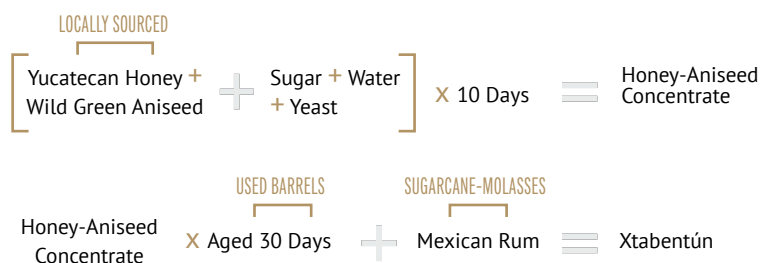 LOCALLY SOURCED
Yucatecan Honey + Sugar + Water Honey-Aniseed
Wild Green Aniseed + + Yeast x 10 Days = Concentrate
USED BARRELS SUGARCANE-MOLASSES
Honey-Aniseed
Concentrate x Aged 30 Days + Mexican Rum = Xtabentún